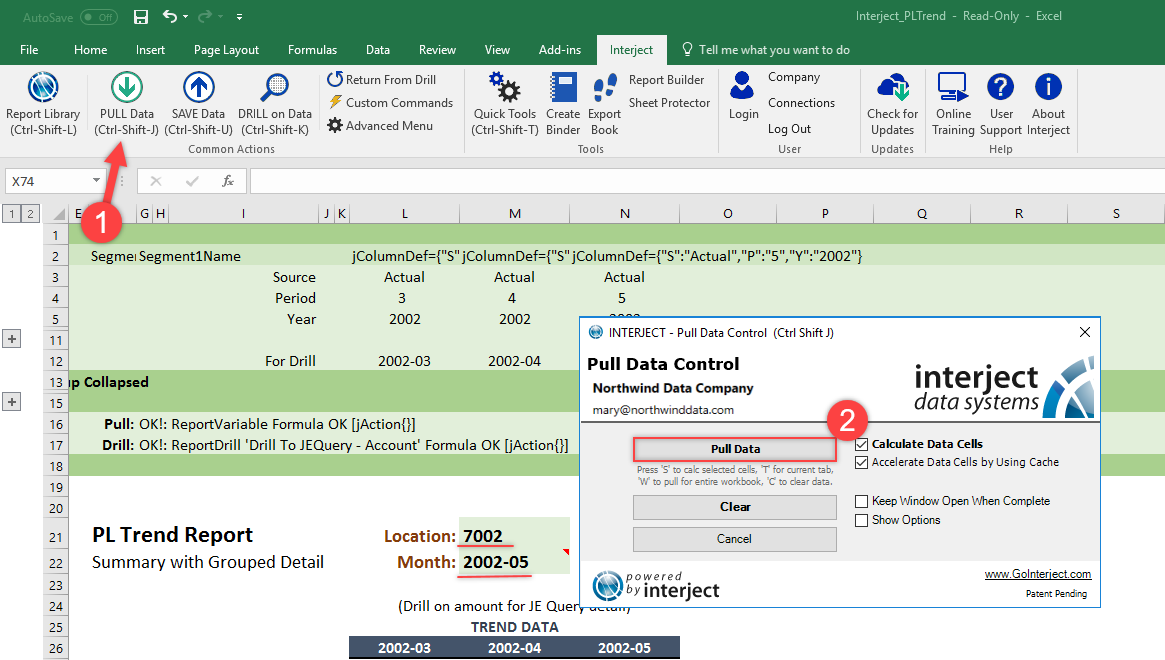 AutoSave Off
Interject_PLTrend - Read-Only - Excel
File Home Insert Page Layout Formulas Data Review View Add-ins Interject Tell me what you want to do
Report Library
(Ctrl-Shift-L)
PULL Data
(Ctrl-Shift-J)
SAVE Data
(Ctrl-Shift-U)
DRILL on Data
(Ctrl-Shift-K)
Return From Drill
Custom Commands
Advanced Menu
Common Actions
Quick Tools
(Ctrl-Shift-T)
Create
Binder
Export
Book
Report Builder
Sheet Protector
Tools
Login
Company
Connections
Log Out
User
Check for
Updates
Updates
Online
Training
User
Support
About
Interject
Help
X74 fx
1
1 2 E G H I J K L M N O P Q R S
1
2 Segme Segment1Name jColumnDef={"S" jColumnDef={"S" jColumnDef={"S":"Actual","P":"5","Y":"2002"}
3 Source Actual Actual Actual
4 Period 3 4 5
5 Year 2002 2002 2002
11
12 For Drill 2002-03 2002-04
13 up Collapsed
15
16 Pull: OK!: ReportVariable Formula OK [jAction{}]
17 Drill: OK!: ReportDrill 'Drill To JEQuery - Account' Formula OK [jAction{}]
18
19
20
21 PL Trend Report Location: 7002
22 Summary with Grouped Detail Month: 2002-05
23
24 (Drill on amount for JE Query detail)
25 TREND DATA
26 2002-03 2002-04 2002-05
INTERJECT - Pull Data Control (Ctrl Shift J)
Pull Data Control
Northwind Data Company
mary@northwinddata.com
interject
data systems
2
Pull Data
Press 'S' to calc selected cells, 'T' for current tab,
'W' to pull for entire workbook, 'C' to clear data.
Clear
Cancel
Calculate Data Cells
Accelerate Data Cells by Using Cache
Keep Window Open When Complete
Show Options
powered
by interject
www.GoInterject.com
Patent Pending